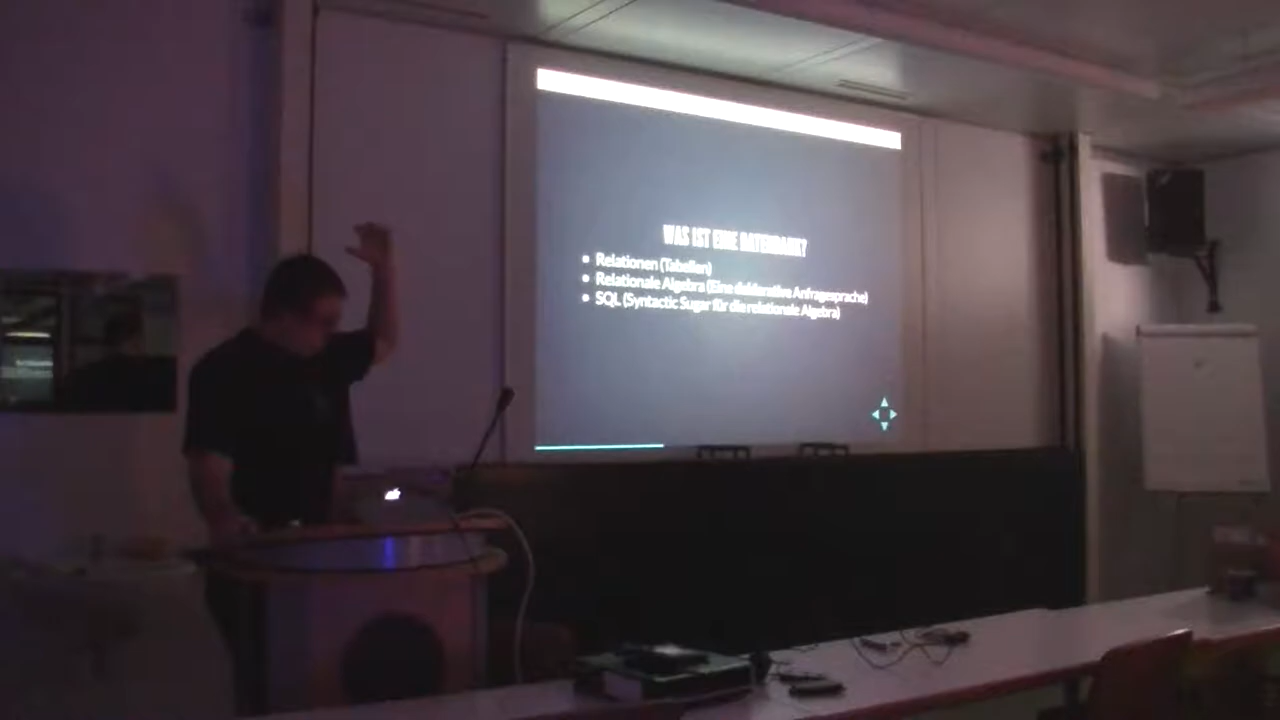 WAS IST EINE DATENBANK?
Relationen (Tabellen)
Relationale Algebra (Eine deklarative Anfragesprache)
SQL (Syntactic Sugar für die relationale Algebra)